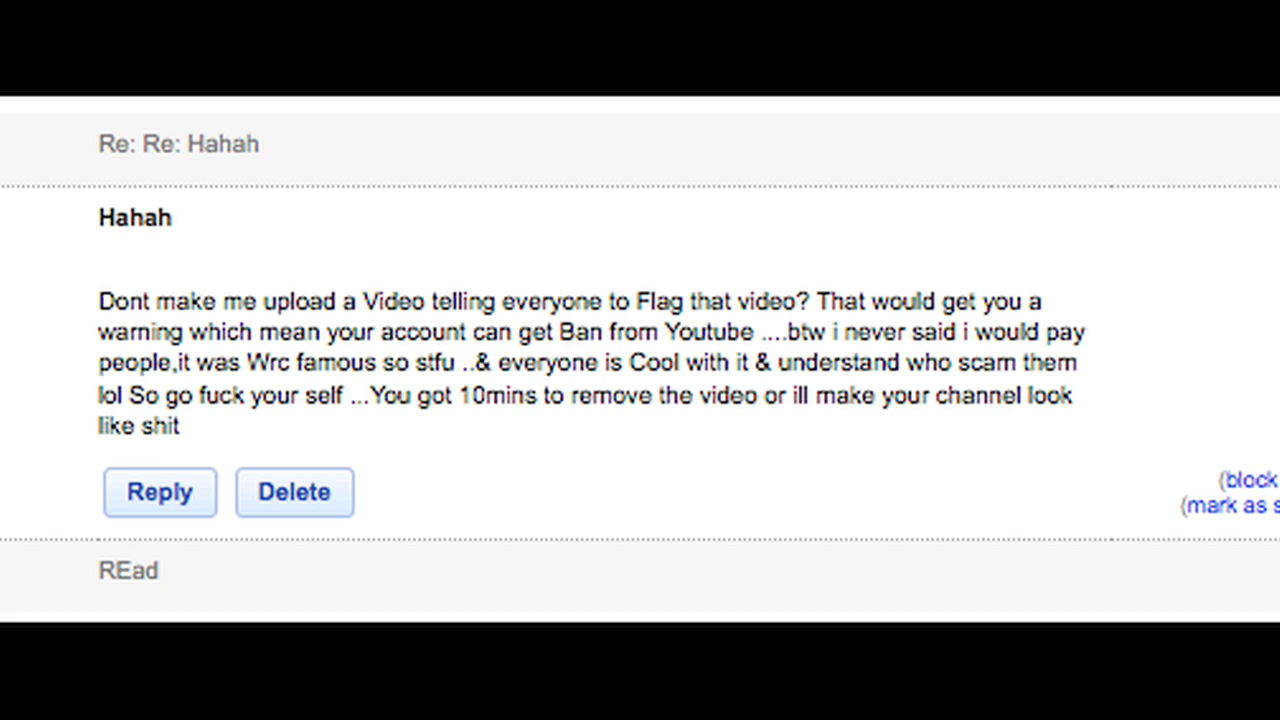 Re: Re: Hahah
Hahah
Dont make me upload a Video telling everyone to Flag that video? That would get you a
warning which mean your account can get Ban from Youtube ....btw i never said i would pay
people,it was Wrc famous so stfu ..& everyone is Cool with it & understand who scam them
lol So go fuck your self ...You got 10mins to remove the video or ill make your channel look
like shit
Reply Delete
(block
(mark as s
REad